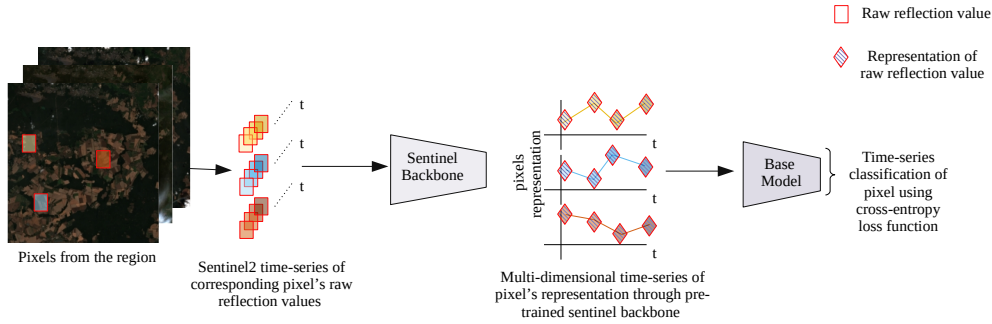 Raw reflection value
Representation of
raw reflection value
Pixels from the region
t
t
t
Sentinel2 time-series of
corresponding pixel's raw
reflection values
Sentinel
Backbone
pixels
representation
t
t
t
Multi-dimensional time-series of
pixel's representation through pre-
trained sentinel backbone
Base
Model
Time-series
classification of
pixel using
cross-entropy
loss function